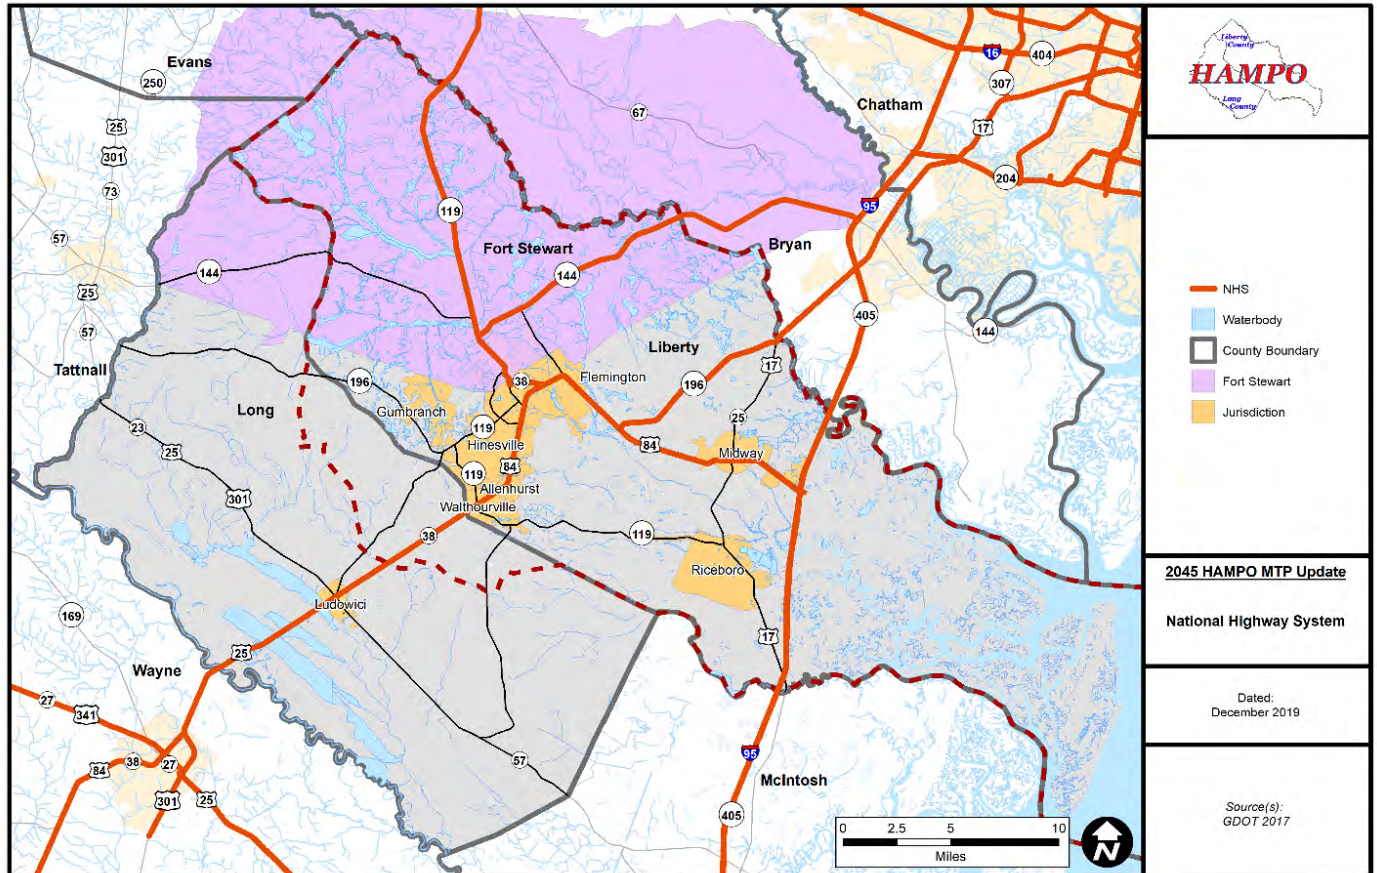 Evans
250
25
301
73
57
25
57
Tattnall
67
Chatham
16
404
307
17
204
95
119
Fort Stewart
Bryan
144
144
405
144
Liberty
17
196
38
Flemington
196
Long
Gumbranch
119
Hinesville
25
84
Midway
23
25
301
84
119
Allenhurst
Walthourville
38
119
Riceboro
Ludowici
17
169
25
Wayne
27
341
84
38
27
301
25
57
95
McIntosh
405
0 2.5 5 10
Miles
N
Liberty
County
HAMPO
Long
County
NHS
Waterbody
County Boundary
Fort Stewart
Jurisdiction
2045 HAMPO MTP Update
National Highway System
Dated:
December 2019
Source(s):
GDOT 2017